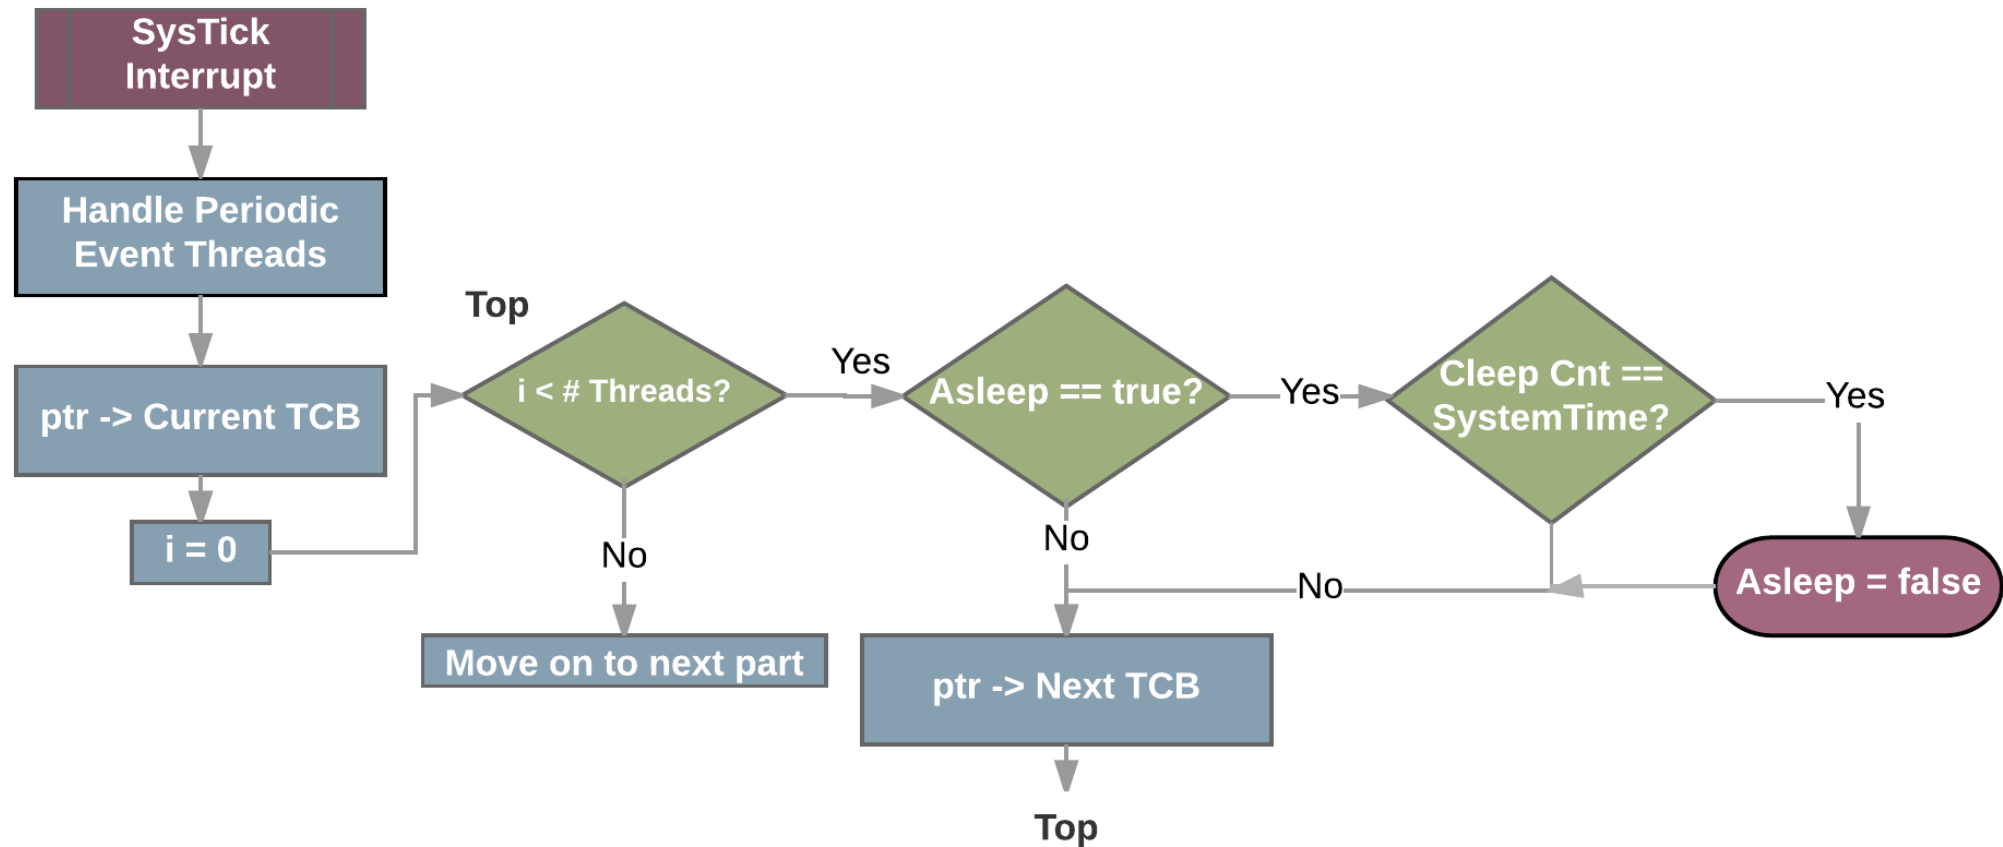 SysTick
Interrupt
Handle Periodic
Event Threads
ptr -> Current TCB
i = 0
Top
i < # Threads?
Yes
No
Move on to next part
Asleep == true?
Yes
No
Cleep Cnt ==
SystemTime?
Yes
No
Asleep = false
ptr -> Next TCB
Top